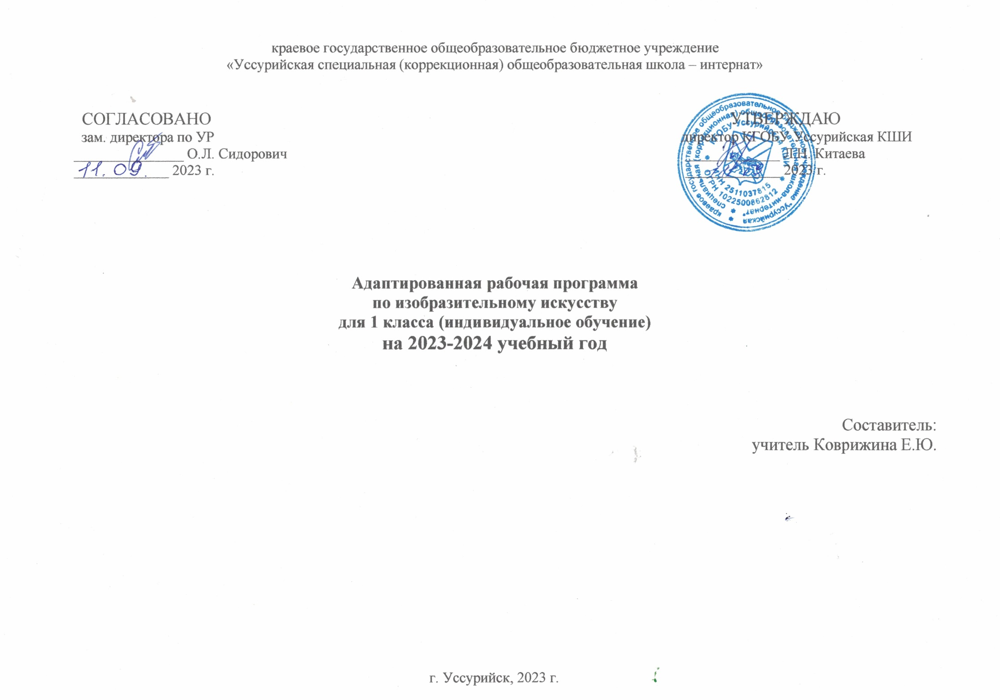 краевое государственное общеобразовательное бюджетное учреждение
«Уссурийская специальная (коррекционная) общеобразовательная школа – интернат»
СОГЛАСОВАНО
зам. директора по УР
О.Л. Сидорович
11. 09. 2023 г.
УТВЕРЖДАЮ
директор КГОБУ Уссурийская КШИ
Л.Н. Китаева
2023 г.
краевое государственное общеобразовательное бюджетное учреждение "Уссурийская
специальная (коррекционная) общеобразовательная школа-интернат"
КГОБУ Уссурийская КШИ
ИНН 2511037815
ОГРН 1022500862812
Адаптированная рабочая программа
по изобразительному искусству
для 1 класса (индивидуальное обучение)
на 2023-2024 учебный год
Составитель:
учитель Коврижина Е.Ю.
г. Уссурийск, 2023 г.